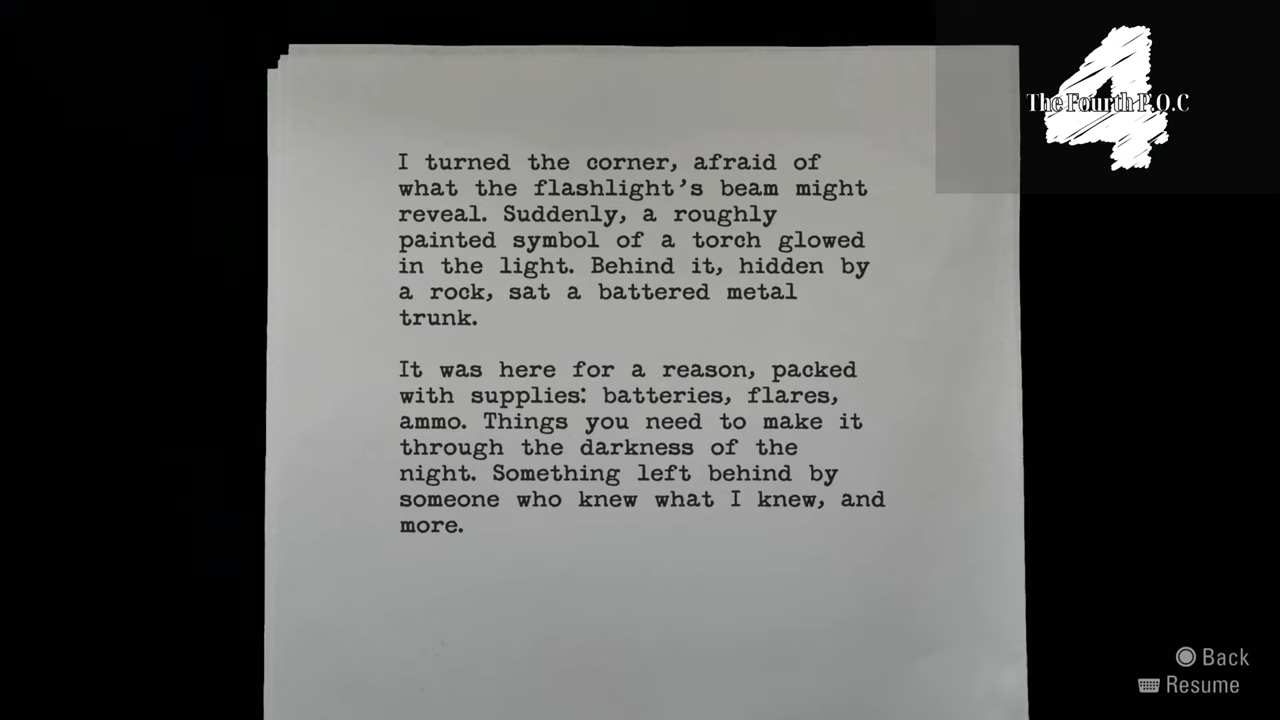 The Fourth P.O.C
4
I turned the corner, afraid of
what the flashlight's beam might
reveal. Suddenly, a roughly
painted symbol of a torch glowed
in the light. Behind it, hidden by
a rock, sat a battered metal
trunk.
It was here for a reason, packed
with supplies: batteries, flares,
ammo. Things you need to make it
through the darkness of the
night. Something left behind by
someone who knew what I knew, and
more.
Back
Resume